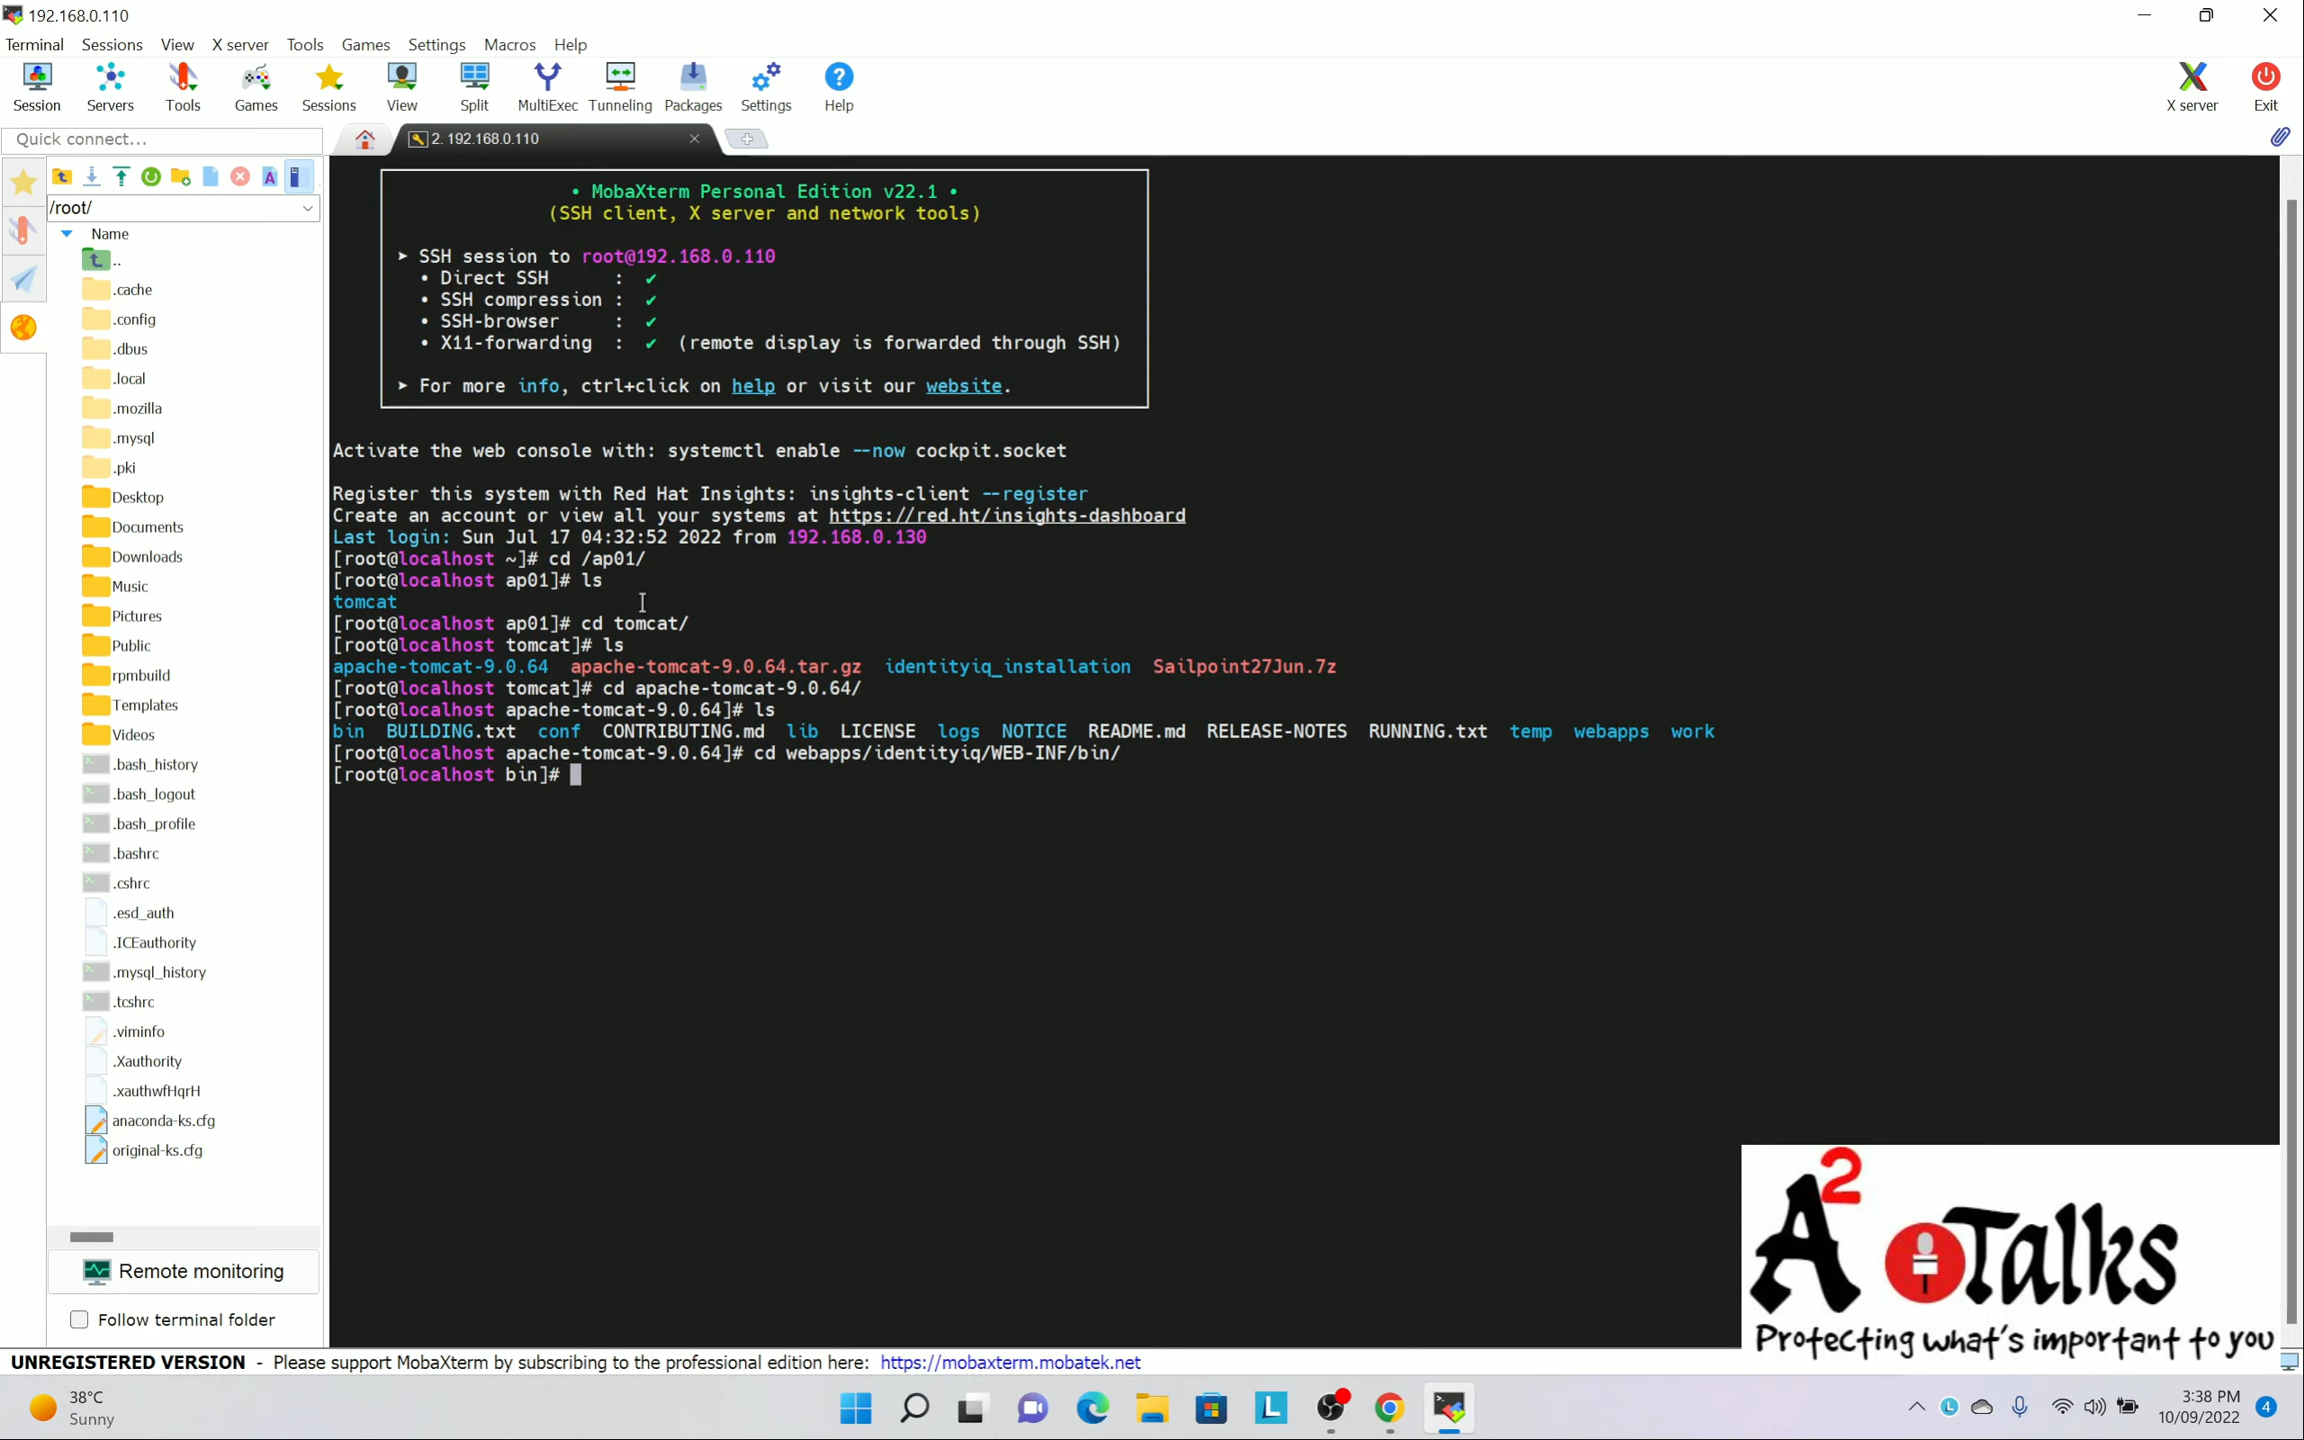 192.168.0.110
Terminal Sessions View X server Tools Games Settings Macros Help
Session Servers Tools Games Sessions View Split MultiExec Tunneling Packages Settings Help X server Exit
Quick connect...
2. 192.168.0.110
/root/
Name
..
.cache
.config
.dbus
.local
.mozilla
.mysql
.pki
Desktop
Documents
Downloads
Music
Pictures
Public
rpmbuild
Templates
Videos
.bash_history
.bash_logout
.bash_profile
.bashrc
.cshrc
.esd_auth
.ICEauthority
.mysql_history
.tcshrc
.viminfo
.Xauthority
.xauthwfHqrH
anaconda-ks.cfg
original-ks.cfg
Remote monitoring
Follow terminal folder
• MobaXterm Personal Edition v22.1 •
(SSH client, X server and network tools)
➤ SSH session to root@192.168.0.110
• Direct SSH : ✔
• SSH compression : ✔
• SSH-browser : ✔
• X11-forwarding : ✔ (remote display is forwarded through SSH)
➤ For more info, ctrl+click on help or visit our website.
Activate the web console with: systemctl enable --now cockpit.socket
Register this system with Red Hat Insights: insights-client --register
Create an account or view all your systems at https://red.ht/insights-dashboard
Last login: Sun Jul 17 04:32:52 2022 from 192.168.0.130
[root@localhost ~]# cd /ap01/
[root@localhost ap01]# ls
tomcat
[root@localhost ap01]# cd tomcat/
[root@localhost tomcat]# ls
apache-tomcat-9.0.64 apache-tomcat-9.0.64.tar.gz identityiq_installation Sailpoint27Jun.7z
[root@localhost tomcat]# cd apache-tomcat-9.0.64/
[root@localhost apache-tomcat-9.0.64]# ls
bin BUILDING.txt conf CONTRIBUTING.md lib LICENSE logs NOTICE README.md RELEASE-NOTES RUNNING.txt temp webapps work
[root@localhost apache-tomcat-9.0.64]# cd webapps/identityiq/WEB-INF/bin/
[root@localhost bin]#
A2 Talks
Protecting what's important to you
UNREGISTERED VERSION - Please support MobaXterm by subscribing to the professional edition here: https://mobaxterm.mobatek.net
38°C
Sunny
3:38 PM
10/09/2022
4